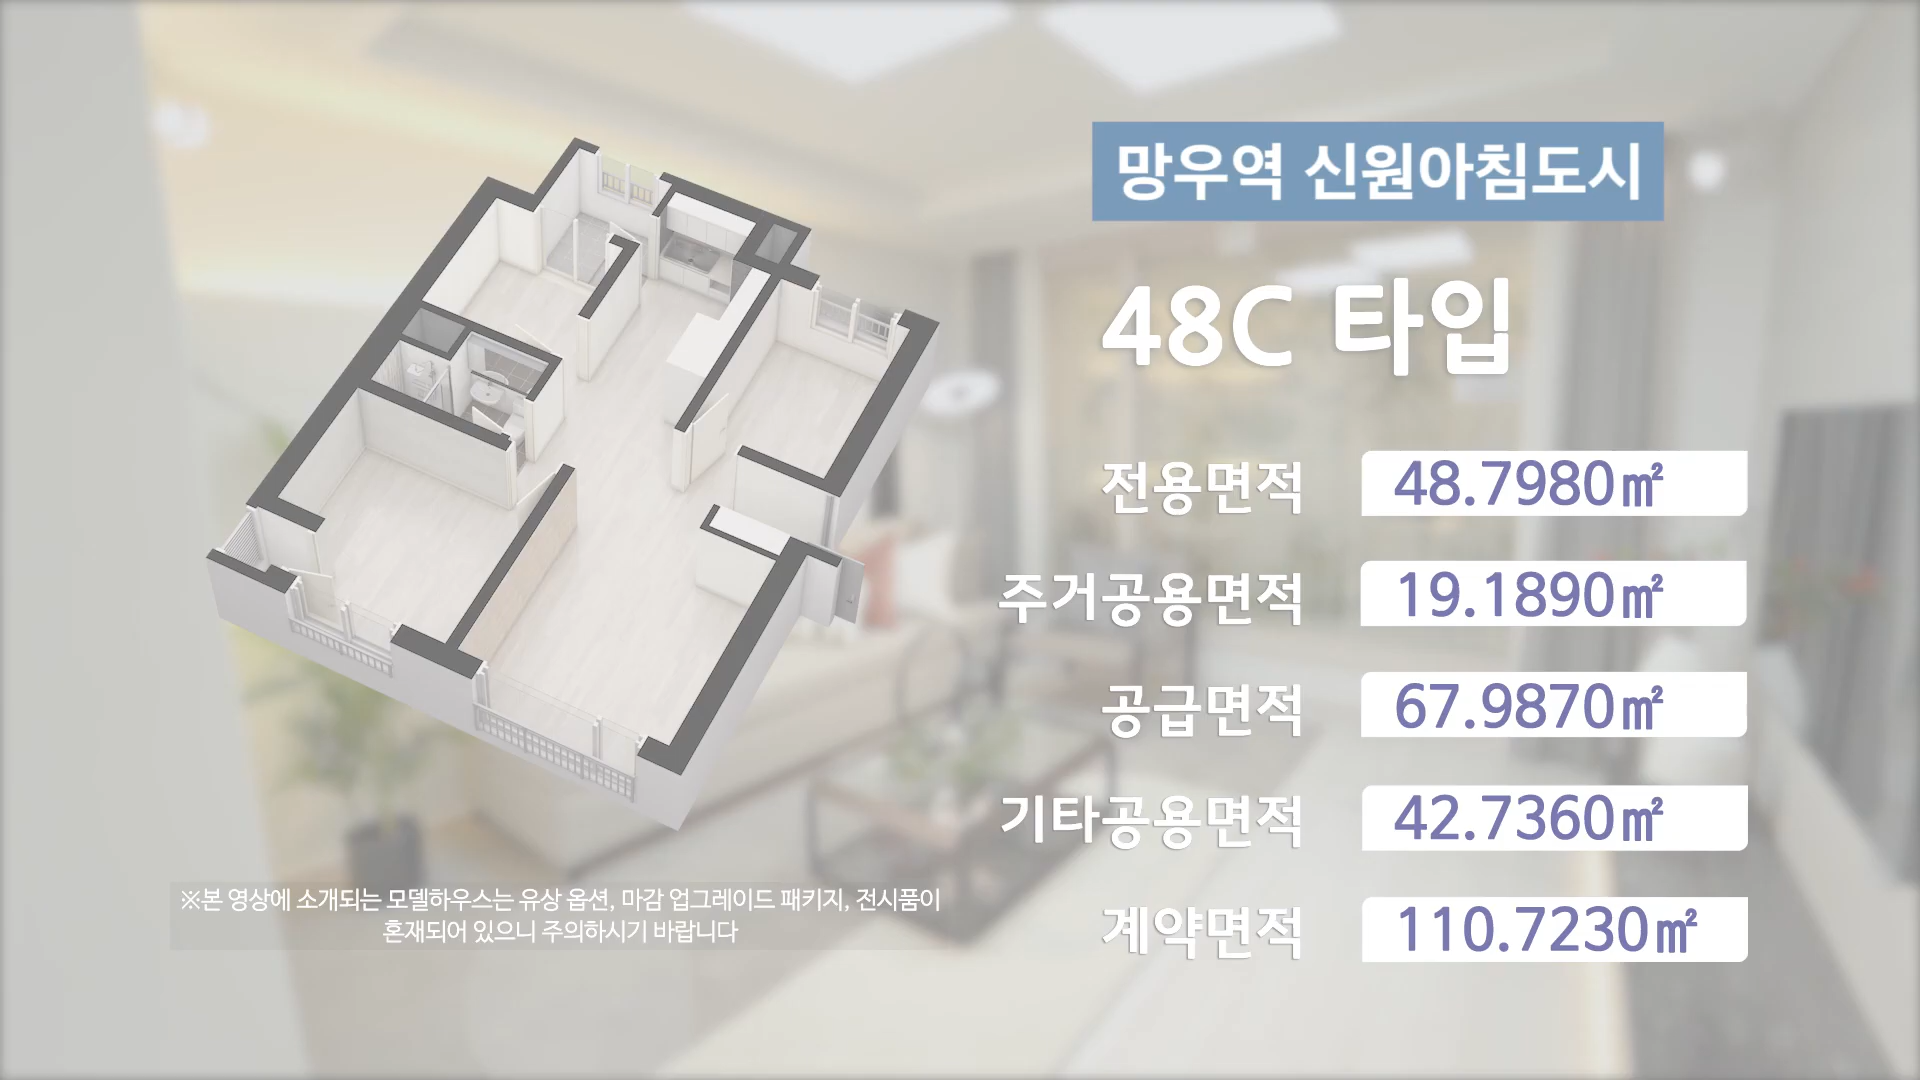 망우역 신원아침도시
48C 타입
전용면적 48.7980㎡
주거공용면적 19.1890㎡
공급면적 67.9870㎡
기타공용면적 42.7360㎡
계약면적 110.7230㎡
※본 영상에 소개되는 모델하우스는 유상 옵션, 마감 업그레이드 패키지, 전시품이
혼재되어 있으니 주의하시기 바랍니다